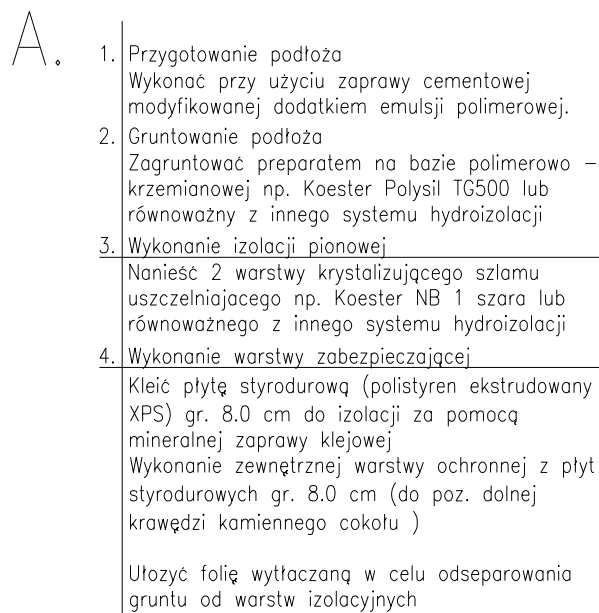 A.
1. Przygotowanie podłoża
Wykonać przy użyciu zaprawy cementowej
modyfikowanej dodatkiem emulsji polimerowej.
2. Gruntowanie podłoża
Zagruntować preparatem na bazie polimerowo –
krzemianowej np. Koester Polysil TG500 lub
równoważny z innego systemu hydroizolacji
3. Wykonanie izolacji pionowej
Nanieść 2 warstwy krystalizującego szlamu
uszczelniajacego np. Koester NB 1 szara lub
równoważnego z innego systemu hydroizolacji
4. Wykonanie warstwy zabezpieczającej
Kleić płytę styrodurową (polistyren ekstrudowany
XPS) gr. 8.0 cm do izolacji za pomocą
mineralnej zaprawy klejowej
Wykonanie zewnętrznej warstwy ochronnej z płyt
styrodurowych gr. 8.0 cm (do poz. dolnej
krawędzi kamiennego cokołu )
Ułozyć folię wytłaczaną w celu odseparowania
gruntu od warstw izolacyjnych